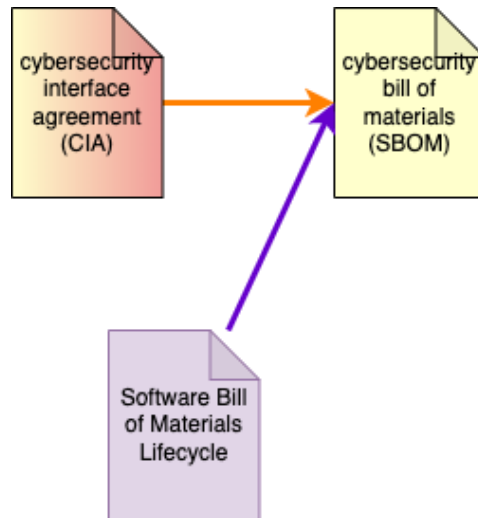 cybersecurity
interface
agreement
(CIA)
cybersecurity
bill of
materials
(SBOM)
Software Bill
of Materials
Lifecycle